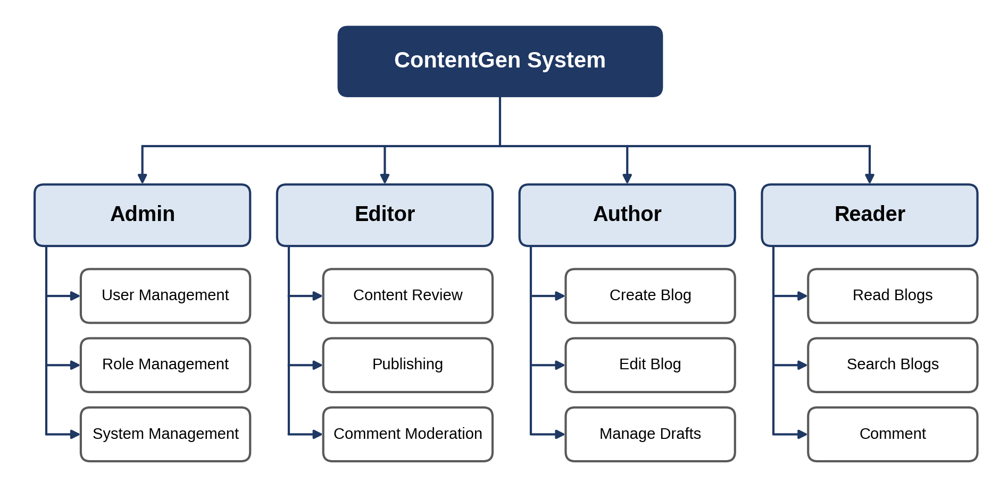 ContentGen System
Admin
Editor
Author
Reader
User Management
Content Review
Create Blog
Read Blogs
Role Management
Publishing
Edit Blog
Search Blogs
System Management
Comment Moderation
Manage Drafts
Comment